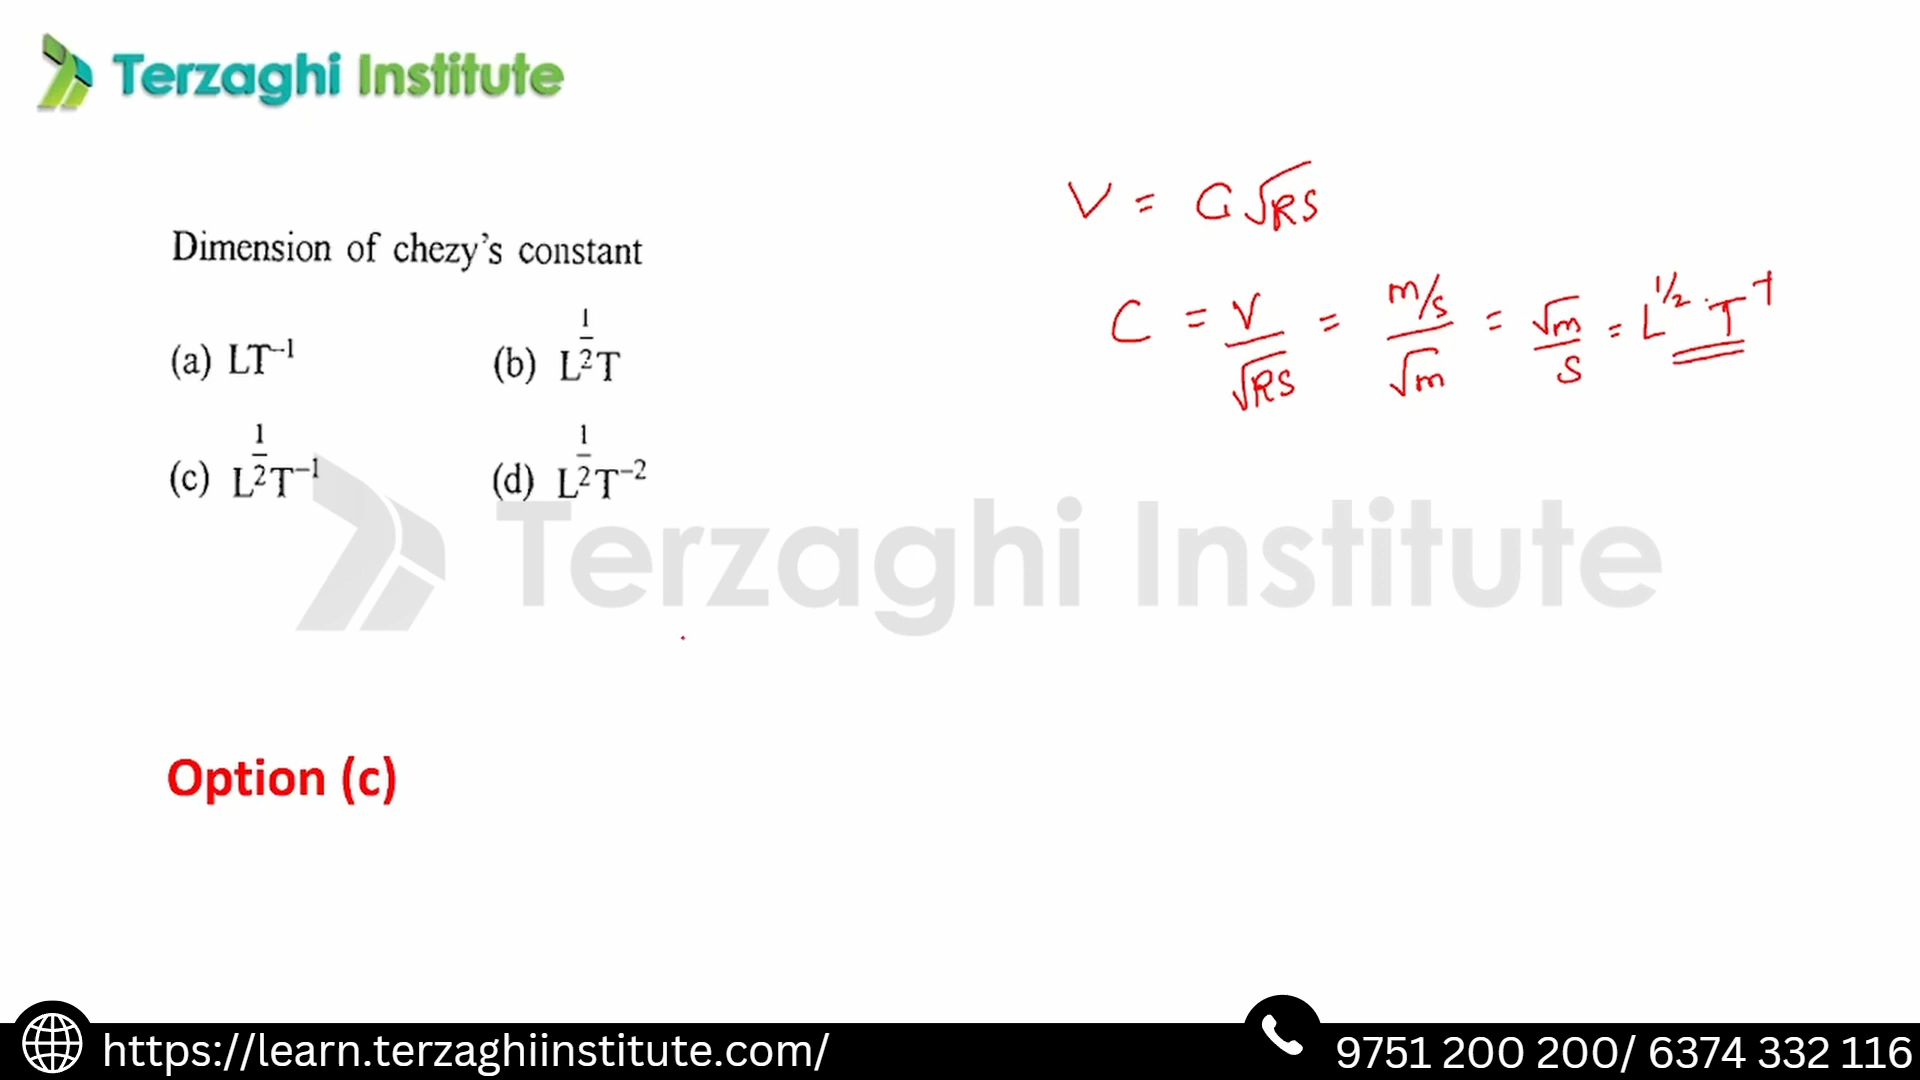 Terzaghi Institute
Dimension of chezy's constant
(a) LT⁻¹ (b) L^{1/2}T
(c) L^{1/2}T⁻¹ (d) L^{1/2}T⁻²
V = C√RS
C = V/√RS = m/s/√m = √m/s = L^{1/2}.T⁻¹
Terzaghi Institute
Option (c)
https://learn.terzaghiinstitute.com/
9751 200 200/ 6374 332 116